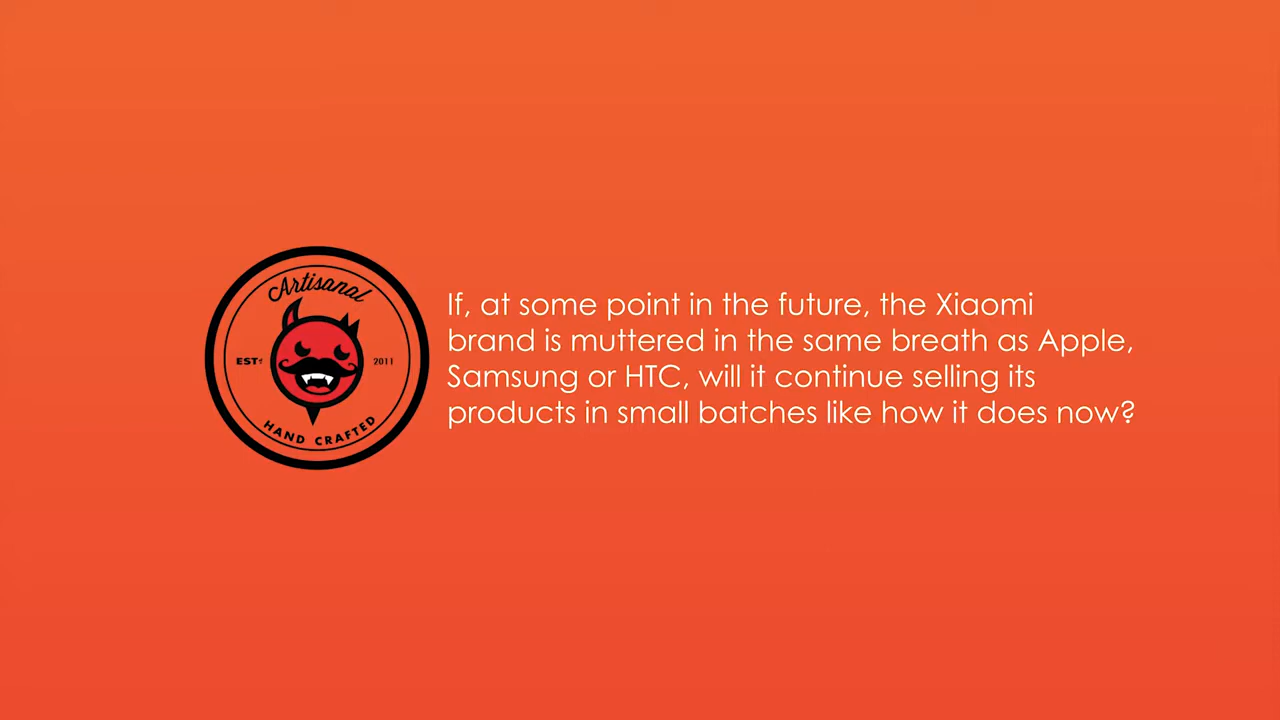 Artisanal
EST. 2011
HAND CRAFTED
If, at some point in the future, the Xiaomi
brand is muttered in the same breath as Apple,
Samsung or HTC, will it continue selling its
products in small batches like how it does now?